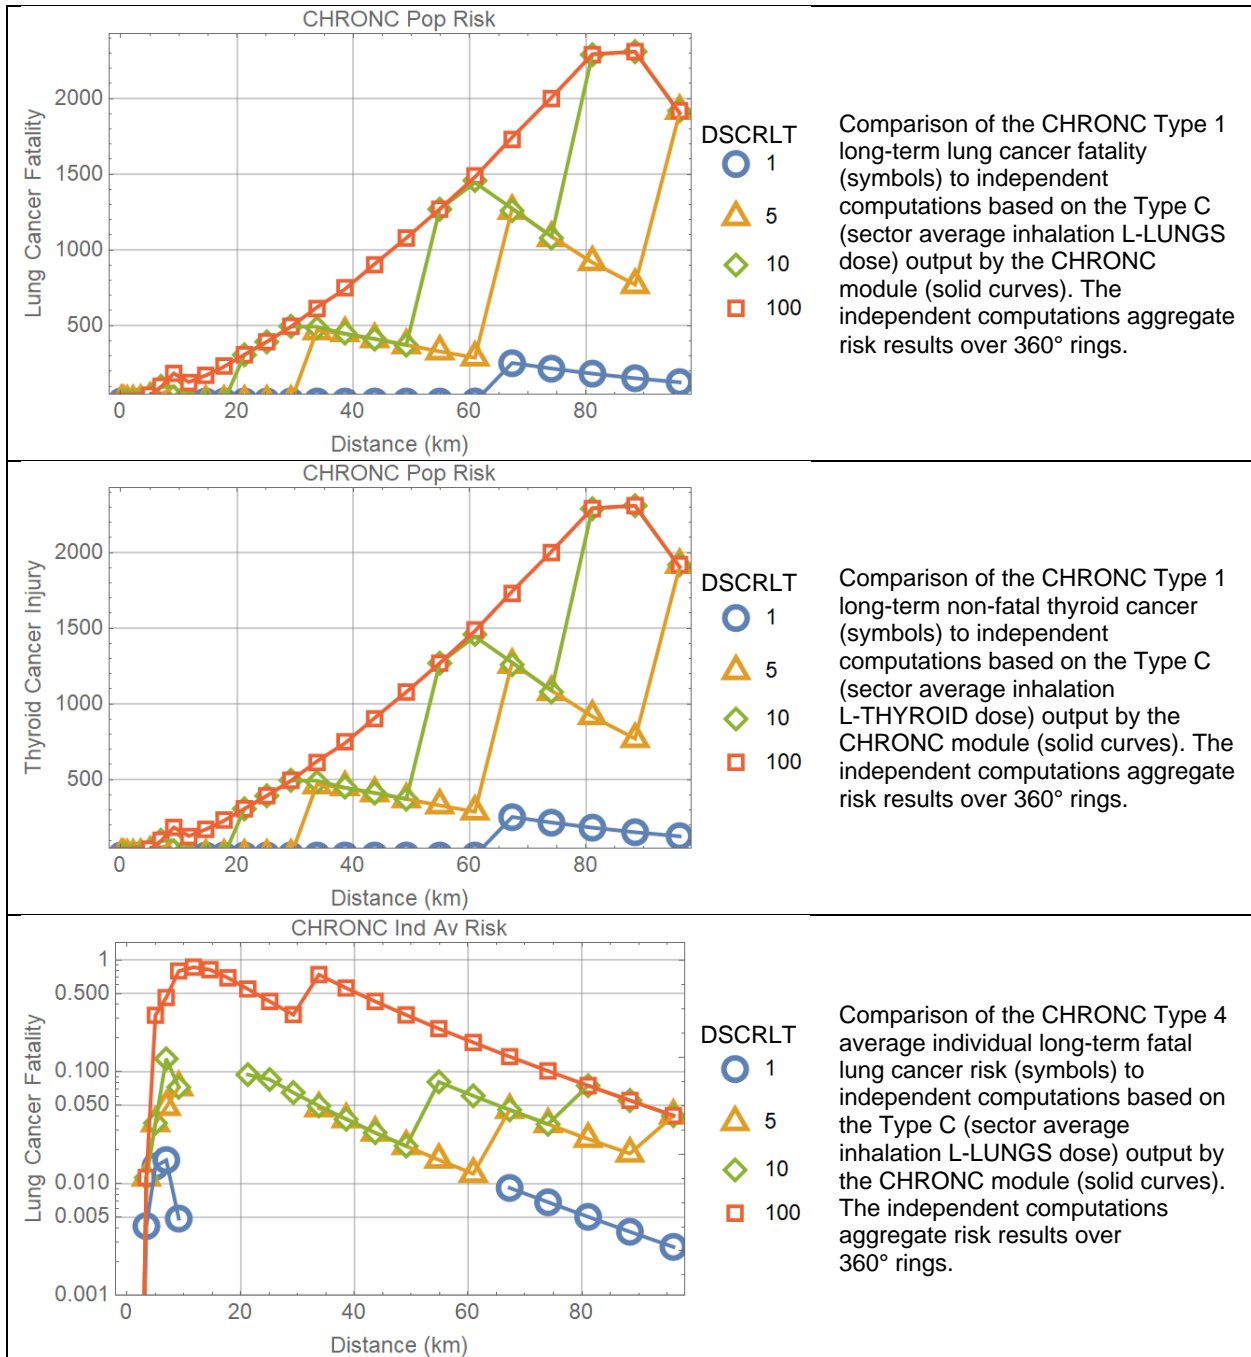 CHRONC Pop Risk
Lung Cancer Fatality
2000
1500
1000
500
0
20
40
60
80
Distance (km)
DSCRLT
1
5
10
100
Comparison of the CHRONC Type 1
long-term lung cancer fatality
(symbols) to independent
computations based on the Type C
(sector average inhalation L-LUNGS
dose) output by the CHRONC
module (solid curves). The
independent computations aggregate
risk results over 360° rings.
CHRONC Pop Risk
Thyroid Cancer Injury
2000
1500
1000
500
0
20
40
60
80
Distance (km)
DSCRLT
1
5
10
100
Comparison of the CHRONC Type 1
long-term non-fatal thyroid cancer
(symbols) to independent
computations based on the Type C
(sector average inhalation
L-THYROID dose) output by the
CHRONC module (solid curves). The
independent computations aggregate
risk results over 360° rings.
CHRONC Ind Av Risk
Lung Cancer Fatality
1
0.500
0.100
0.050
0.010
0.005
0.001
0
20
40
60
80
Distance (km)
DSCRLT
1
5
10
100
Comparison of the CHRONC Type 4
average individual long-term fatal
lung cancer risk (symbols) to
independent computations based on
the Type C (sector average
inhalation L-LUNGS dose) output by
the CHRONC module (solid curves).
The independent computations
aggregate risk results over
360° rings.